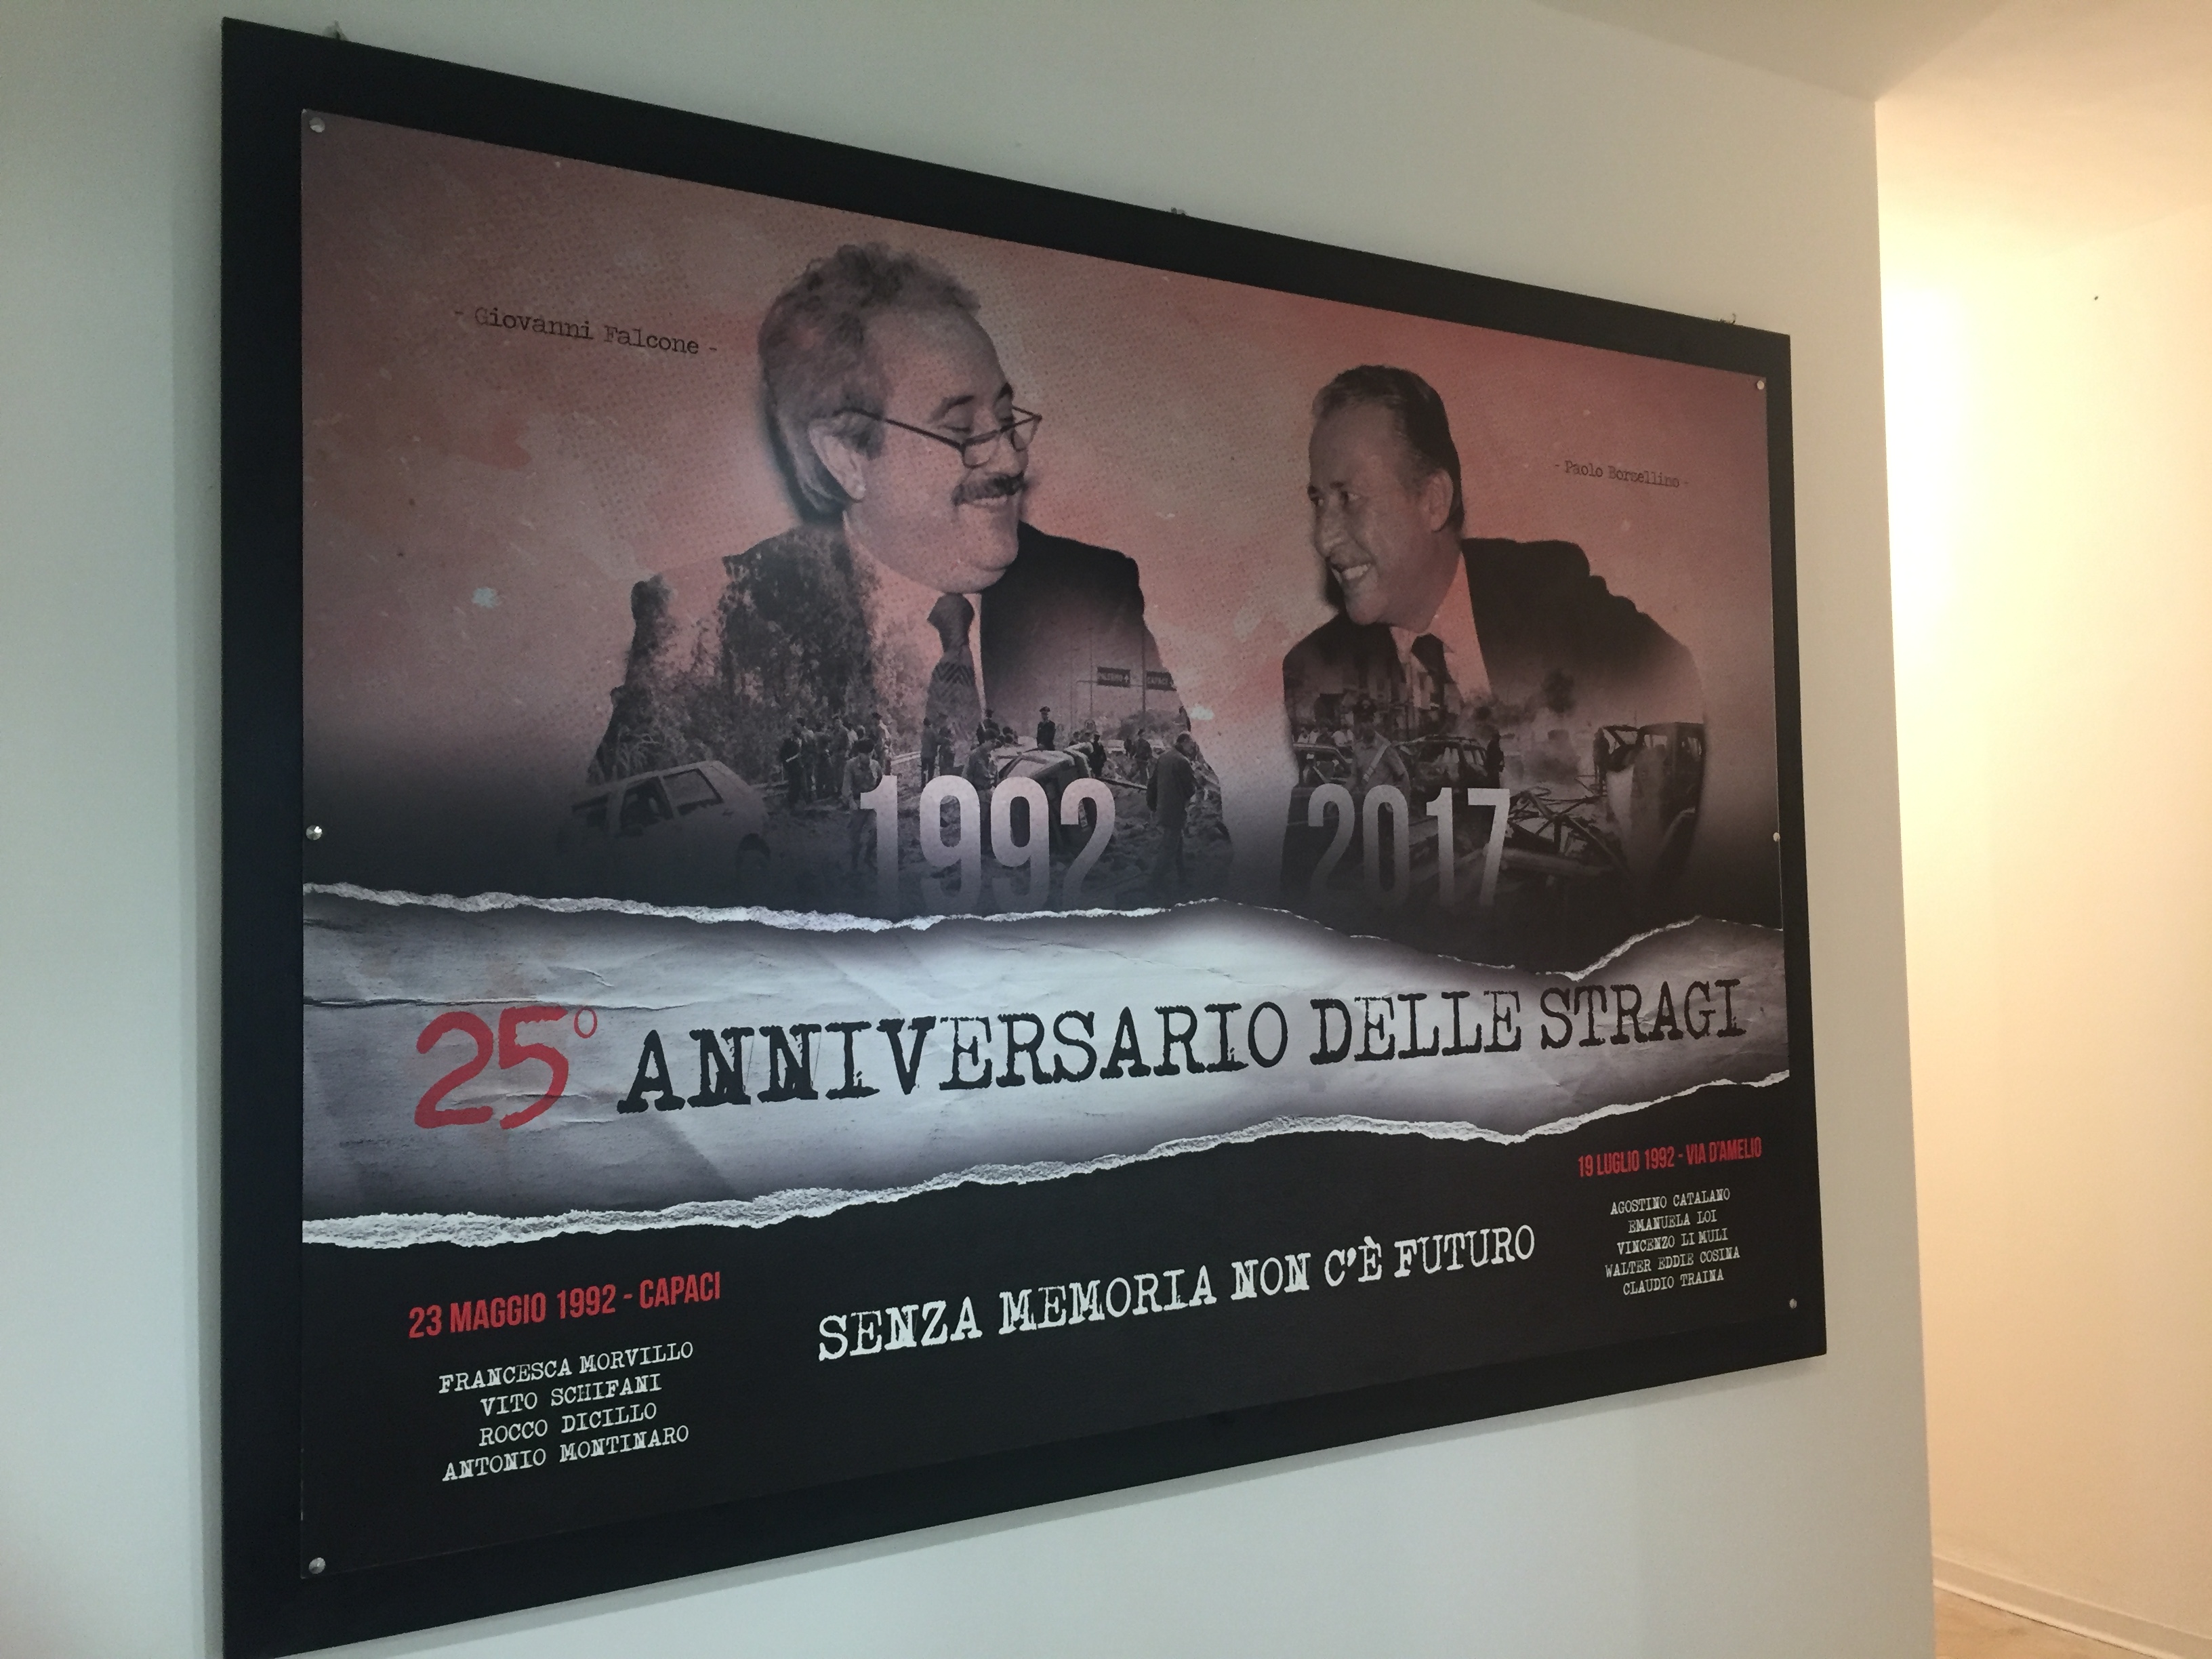 - Giovanni Falcone -
- Paolo Borsellino -
PALERMO
CAPACI
1992 2017
25° ANNIVERSARIO DELLE STRAGI
23 MAGGIO 1992 - CAPACI
FRANCESCA MORVILLO
VITO SCHIFANI
ROCCO DICILLO
ANTONIO MONTINARO
SENZA MEMORIA NON C'È FUTURO
19 LUGLIO 1992 - VIA D'AMELIO
AGOSTINO CATALANO
EMANUELA LOI
VINCENZO LI MULI
WALTER EDDIE COSINA
CLAUDIO TRAINA